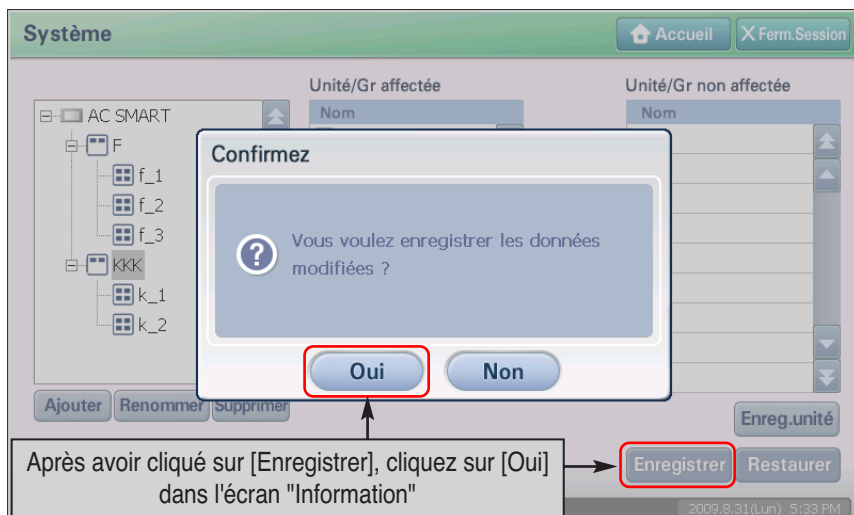 Système
Accueil
X Ferm.Session
Unité/Gr affectée
Unité/Gr non affectée
AC SMART
Nom
Nom
F
f_1
f_2
f_3
KKK
k_1
k_2
Confirmez
Vous voulez enregistrer les données
modifiées ?
Oui
Non
Ajouter
Renommer
Supprimer
Enreg.unité
Après avoir cliqué sur [Enregistrer], cliquez sur [Oui]
dans l'écran "Information"
Enregistrer
Restaurer
2009.8.31(Lun) 5:33 PM